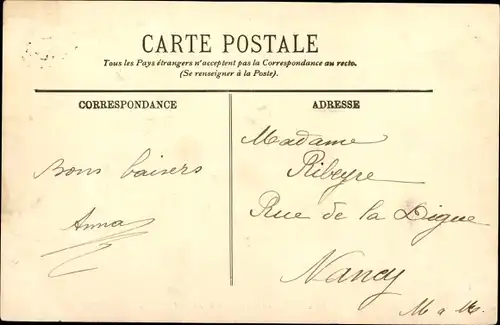 CARTE POSTALE
Tous les Pays étrangers n'acceptent pas la Correspondance au recto.
(Se renseigner à la Poste).
CORRESPONDANCE
ADRESSE
Bons baisers
Anna
Madame
Ribeyre
Rue de la Digue
Nancy
M & M.